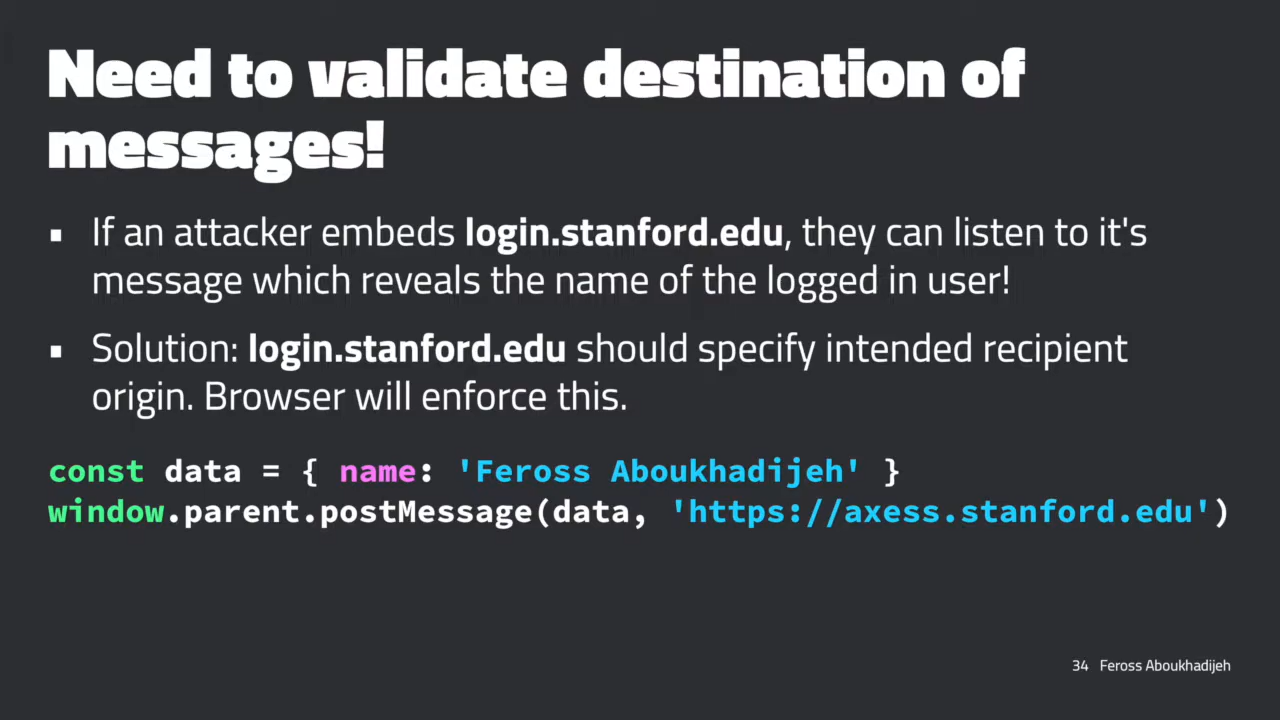 Need to validate destination of
messages!
▪ If an attacker embeds login.stanford.edu, they can listen to it's
message which reveals the name of the logged in user!
▪ Solution: login.stanford.edu should specify intended recipient
origin. Browser will enforce this.
const data = { name: 'Feross Aboukhadijeh' }
window.parent.postMessage(data, 'https://axess.stanford.edu')
34 Feross Aboukhadijeh